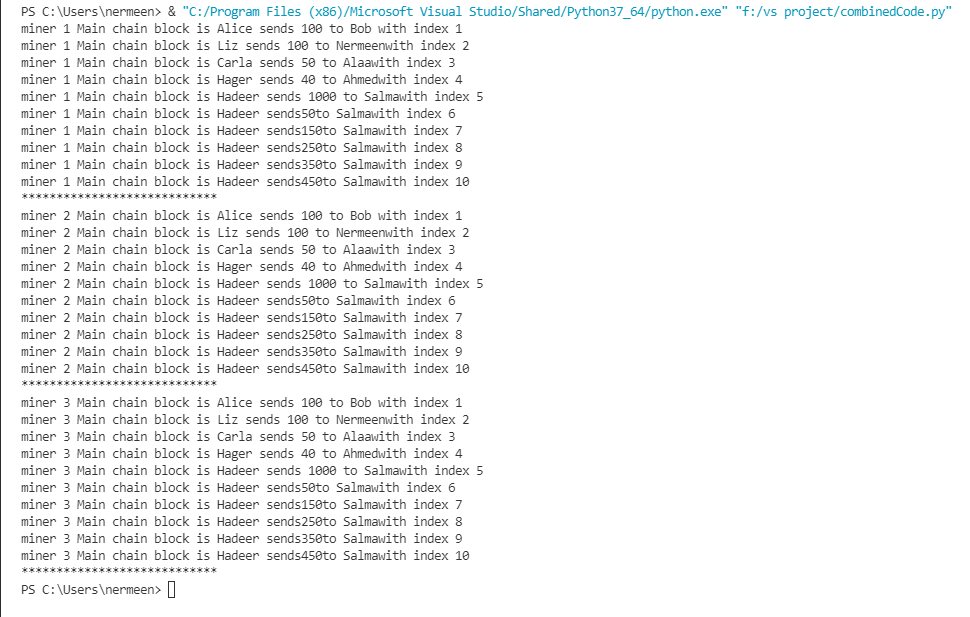 PS C:\Users\nermeen> & "C:/Program Files (x86)/Microsoft Visual Studio/Shared/Python37_64/python.exe" "f:/vs project/combinedCode.py"
miner 1 Main chain block is Alice sends 100 to Bob with index 1
miner 1 Main chain block is Liz sends 100 to Nermeenwith index 2
miner 1 Main chain block is Carla sends 50 to Alaawith index 3
miner 1 Main chain block is Hager sends 40 to Ahmedwith index 4
miner 1 Main chain block is Hadeer sends 1000 to Salmawith index 5
miner 1 Main chain block is Hadeer sends50to Salmawith index 6
miner 1 Main chain block is Hadeer sends150to Salmawith index 7
miner 1 Main chain block is Hadeer sends250to Salmawith index 8
miner 1 Main chain block is Hadeer sends350to Salmawith index 9
miner 1 Main chain block is Hadeer sends450to Salmawith index 10
****************************
miner 2 Main chain block is Alice sends 100 to Bob with index 1
miner 2 Main chain block is Liz sends 100 to Nermeenwith index 2
miner 2 Main chain block is Carla sends 50 to Alaawith index 3
miner 2 Main chain block is Hager sends 40 to Ahmedwith index 4
miner 2 Main chain block is Hadeer sends 1000 to Salmawith index 5
miner 2 Main chain block is Hadeer sends50to Salmawith index 6
miner 2 Main chain block is Hadeer sends150to Salmawith index 7
miner 2 Main chain block is Hadeer sends250to Salmawith index 8
miner 2 Main chain block is Hadeer sends350to Salmawith index 9
miner 2 Main chain block is Hadeer sends450to Salmawith index 10
****************************
miner 3 Main chain block is Alice sends 100 to Bob with index 1
miner 3 Main chain block is Liz sends 100 to Nermeenwith index 2
miner 3 Main chain block is Carla sends 50 to Alaawith index 3
miner 3 Main chain block is Hager sends 40 to Ahmedwith index 4
miner 3 Main chain block is Hadeer sends 1000 to Salmawith index 5
miner 3 Main chain block is Hadeer sends50to Salmawith index 6
miner 3 Main chain block is Hadeer sends150to Salmawith index 7
miner 3 Main chain block is Hadeer sends250to Salmawith index 8
miner 3 Main chain block is Hadeer sends350to Salmawith index 9
miner 3 Main chain block is Hadeer sends450to Salmawith index 10
****************************
PS C:\Users\nermeen>